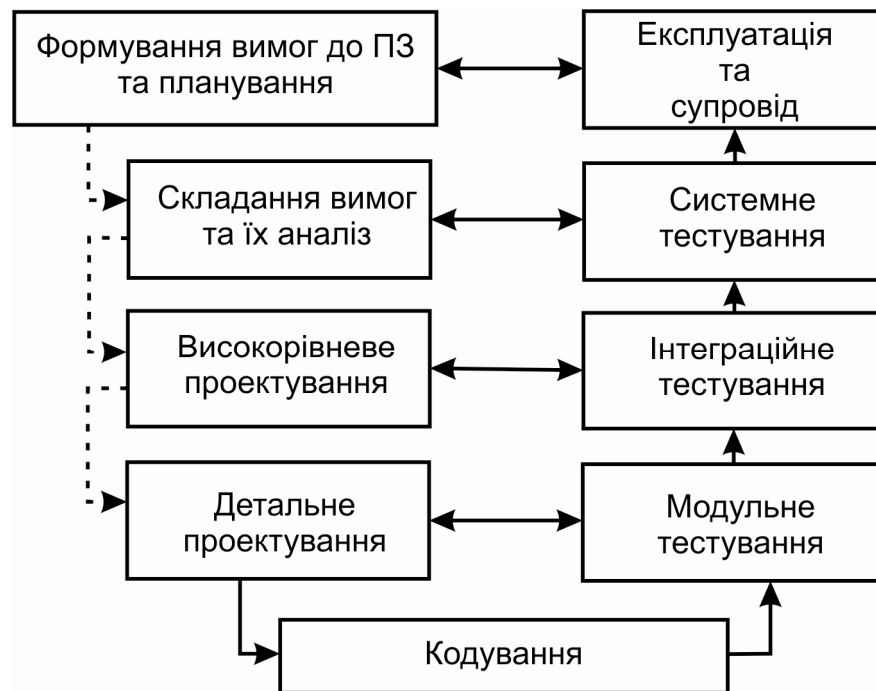 Формування вимог до ПЗ
та планування
Експлуатація
та
супровід
Складання вимог
та їх аналіз
Системне
тестування
Високорівневе
проектування
Інтеграційне
тестування
Детальне
проектування
Модульне
тестування
Кодування